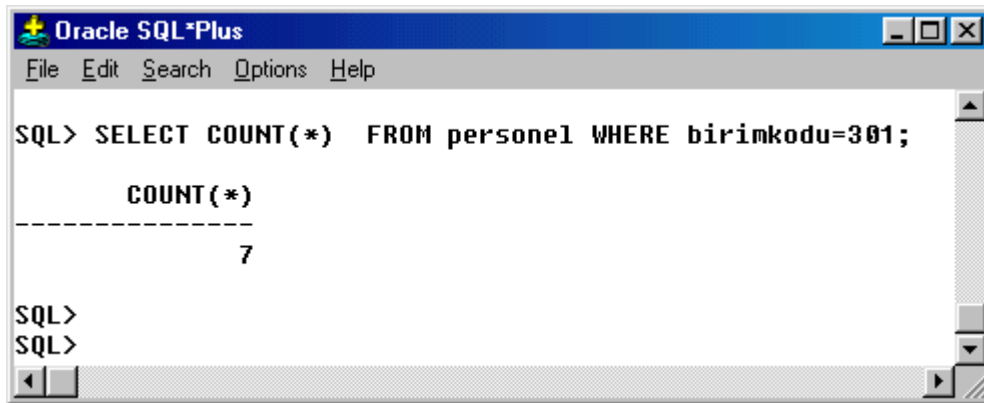 Oracle SQL*Plus
File Edit Search Options Help
SQL> SELECT COUNT(*)  FROM personel WHERE birimkodu=301;
COUNT(*)
---------------
7
SQL>
SQL>